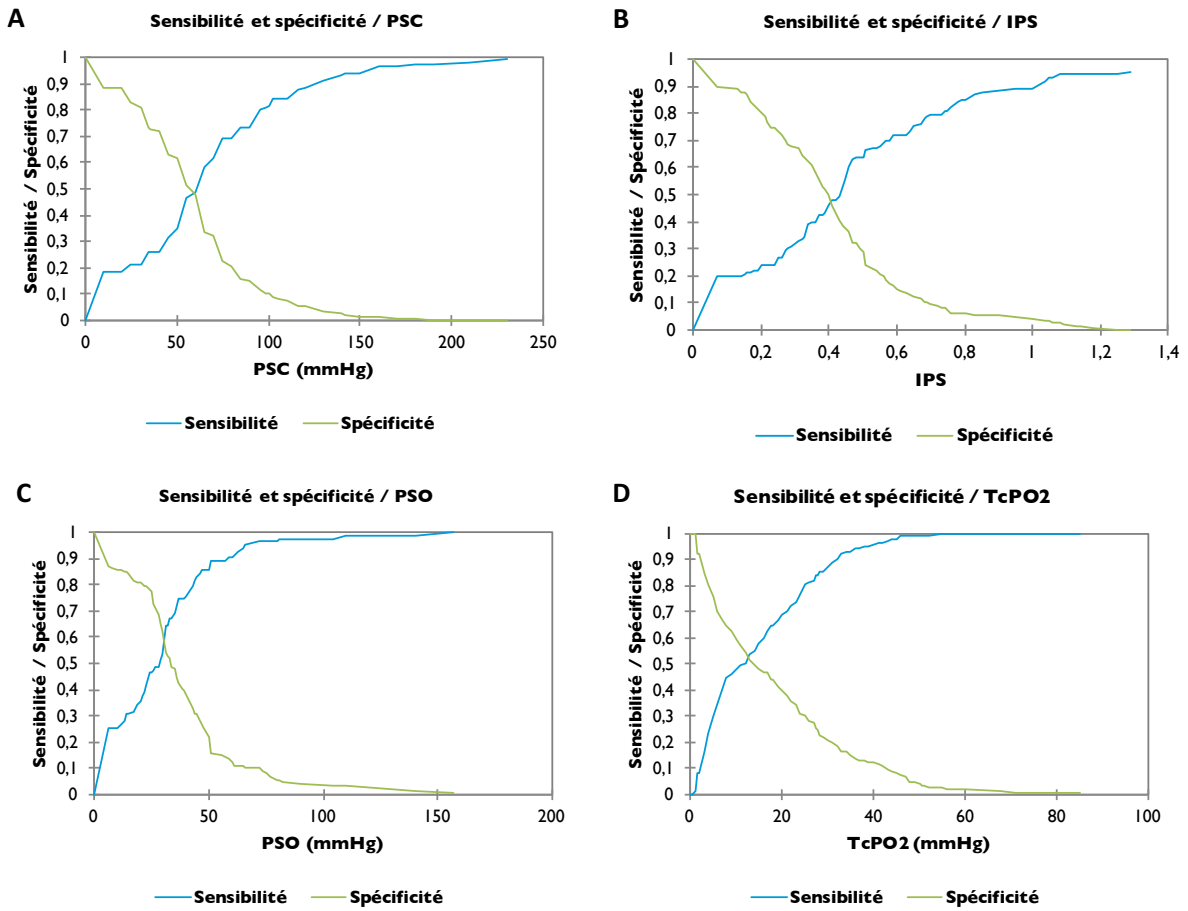 A
Sensibilité et spécificité / PSC
Sensibilité / Spécificité
1
0,9
0,8
0,7
0,6
0,5
0,4
0,3
0,2
0,1
0
0 50 100 150 200 250
PSC (mmHg)
Sensibilité Spécificité
B
Sensibilité et spécificité / IPS
Sensibilité / Spécificité
1
0,9
0,8
0,7
0,6
0,5
0,4
0,3
0,2
0,1
0
0 0,2 0,4 0,6 0,8 1 1,2 1,4
IPS
Sensibilité Spécificité
C
Sensibilité et spécificité / PSO
Sensibilité / Spécificité
1
0,9
0,8
0,7
0,6
0,5
0,4
0,3
0,2
0,1
0
0 50 100 150 200
PSO (mmHg)
Sensibilité Spécificité
D
Sensibilité et spécificité / TcPO2
Sensibilité / Spécificité
1
0,9
0,8
0,7
0,6
0,5
0,4
0,3
0,2
0,1
0
0 20 40 60 80 100
TcPO2 (mmHg)
Sensibilité Spécificité